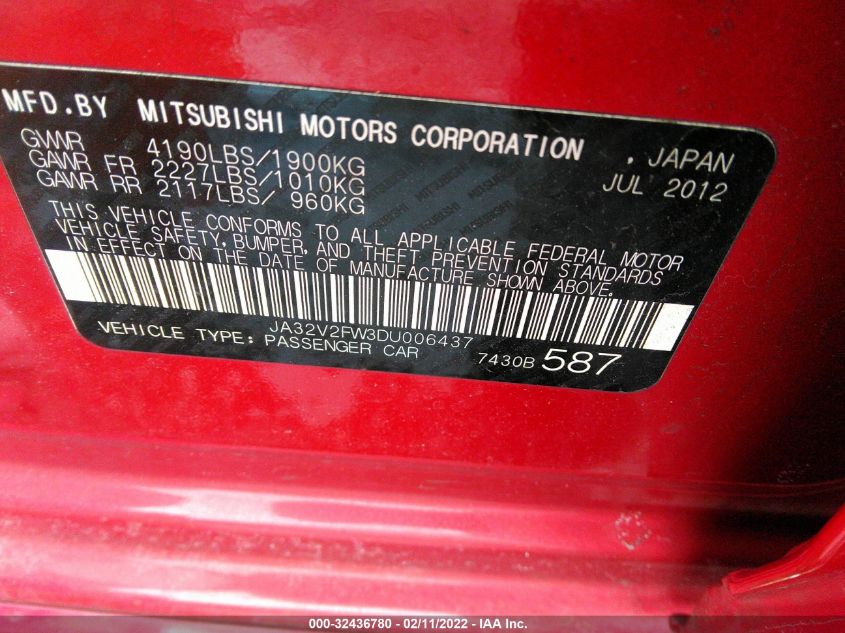 MFD.BY MITSUBISHI MOTORS CORPORATION . JAPAN
GVWR 4190LBS/1900KG JUL 2012
GAWR FR 2227LBS/1010KG
GAWR RR 2117LBS/ 960KG
THIS VEHICLE CONFORMS TO ALL APPLICABLE FEDERAL MOTOR
VEHICLE SAFETY, BUMPER, AND THEFT PREVENTION STANDARDS
IN EFFECT ON THE DATE OF MANUFACTURE SHOWN ABOVE.
JA32V2FW3DU006437
VEHICLE TYPE: PASSENGER CAR 7430B 587
000-32436780 - 02/11/2022 - IAA Inc.